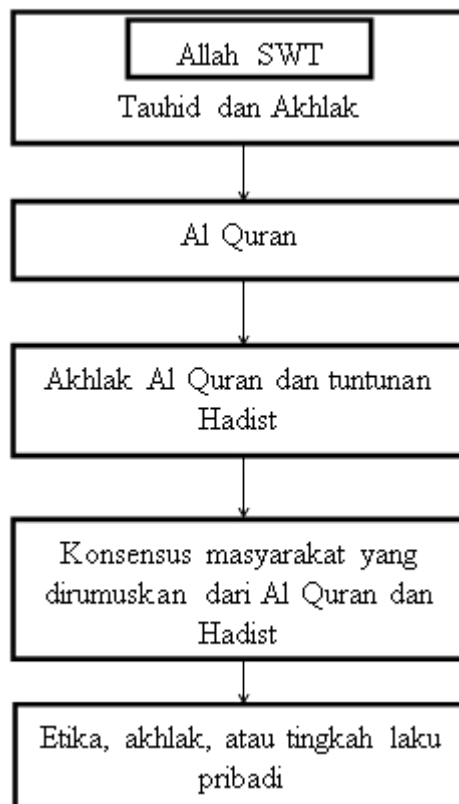 Allah SWT
Tauhid dan Akhlak
Al Quran
Akhlak Al Quran dan tuntunan
Hadist
Konsensus masyarakat yang
dirumuskan dari Al Quran dan
Hadist
Etika, akhlak, atau tingkah laku
pribadi